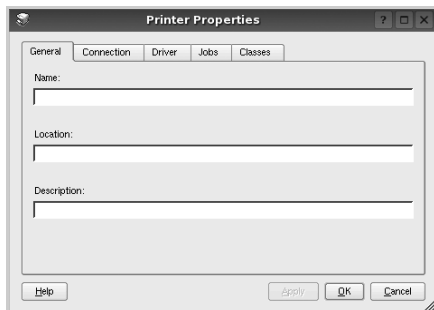 Printer Properties
General Connection Driver Jobs Classes
Name:
Location:
Description:
Help Apply OK Cancel